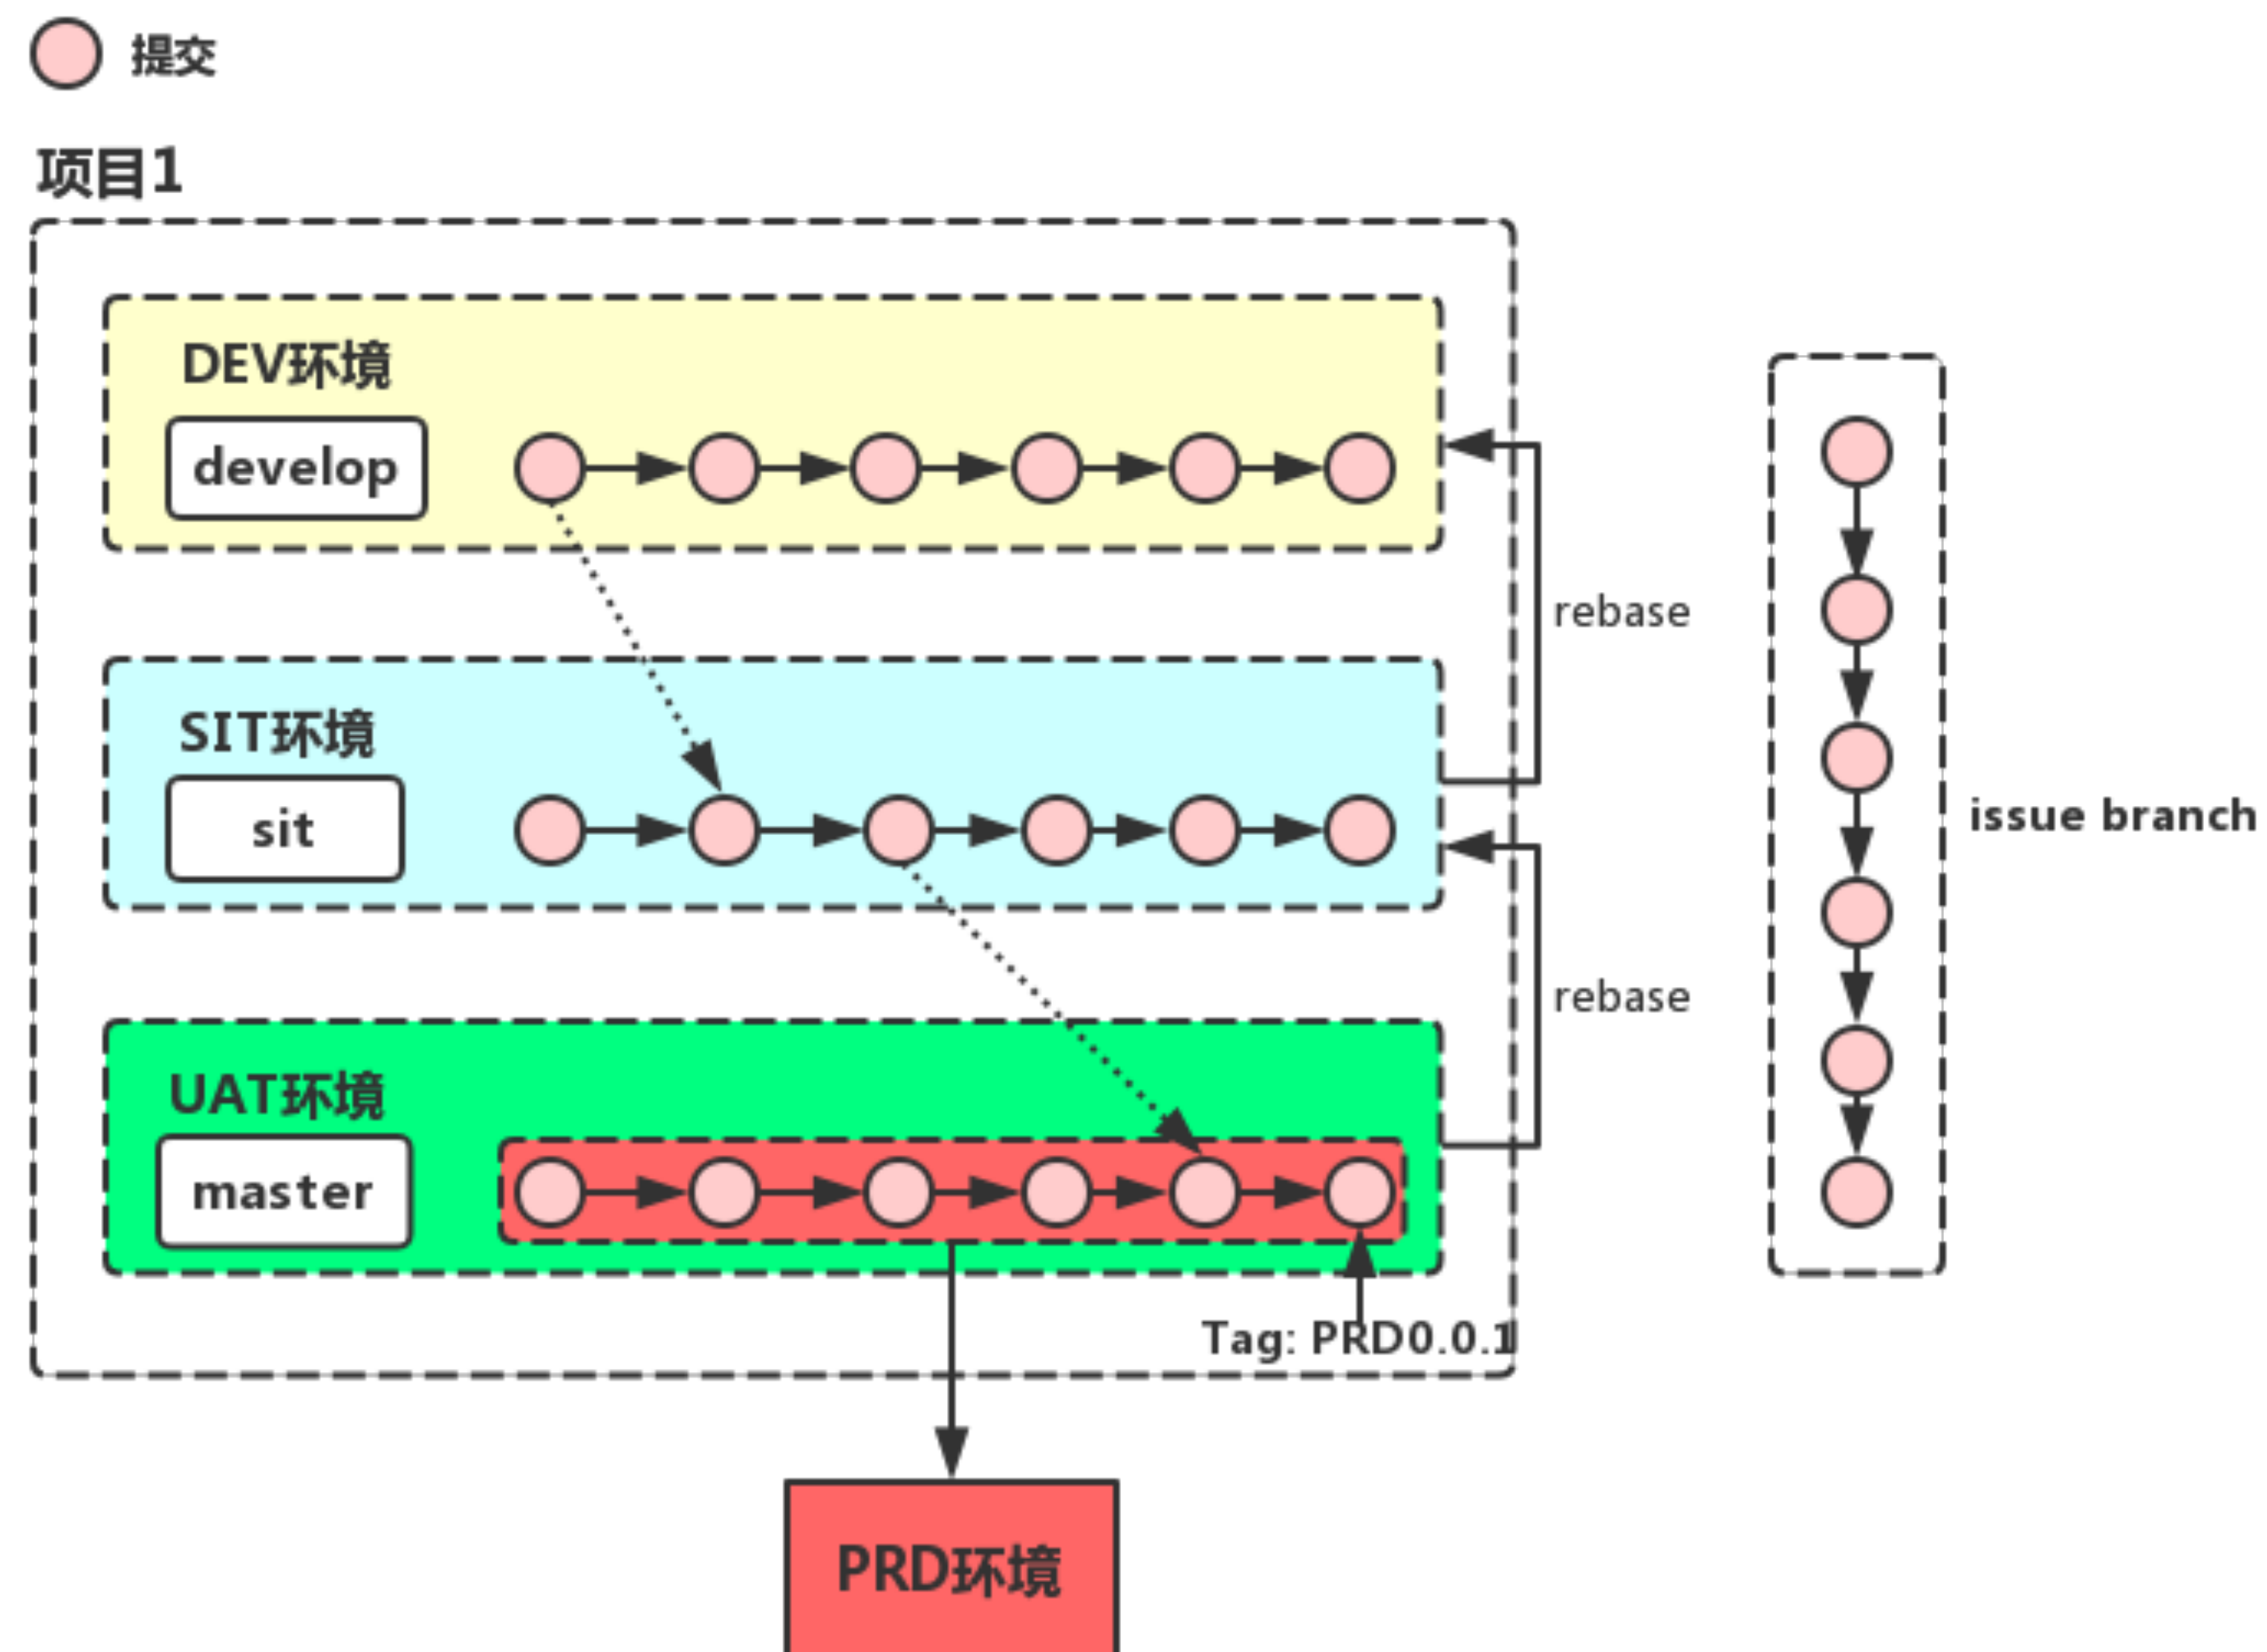 提交
项目1
DEV环境
develop
rebase
SIT环境
sit
issue branch
rebase
UAT环境
master
Tag: PRD0.0.1
PRD环境